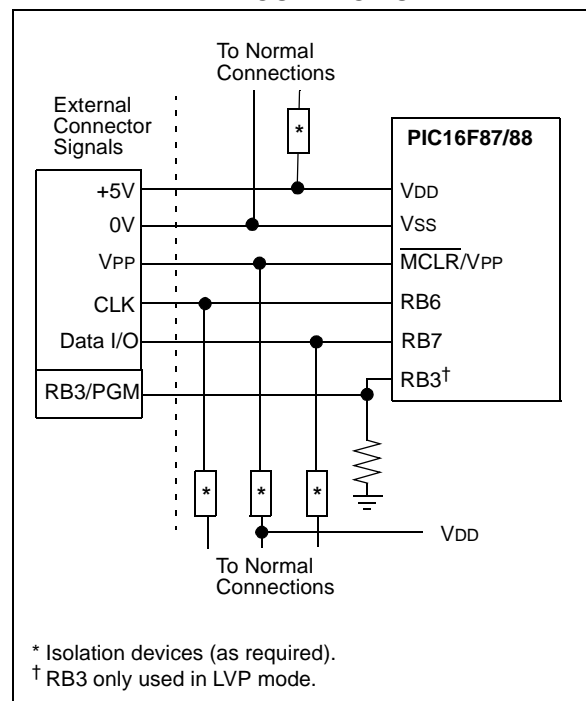 To Normal
Connections
External
Connector
Signals
*
PIC16F87/88
+5V
VDD
0V
VSS
VPP
MCLR/VPP
CLK
RB6
Data I/O
RB7
RB3/PGM
RB3†
*
*
*
VDD
To Normal
Connections
* Isolation devices (as required).
† RB3 only used in LVP mode.